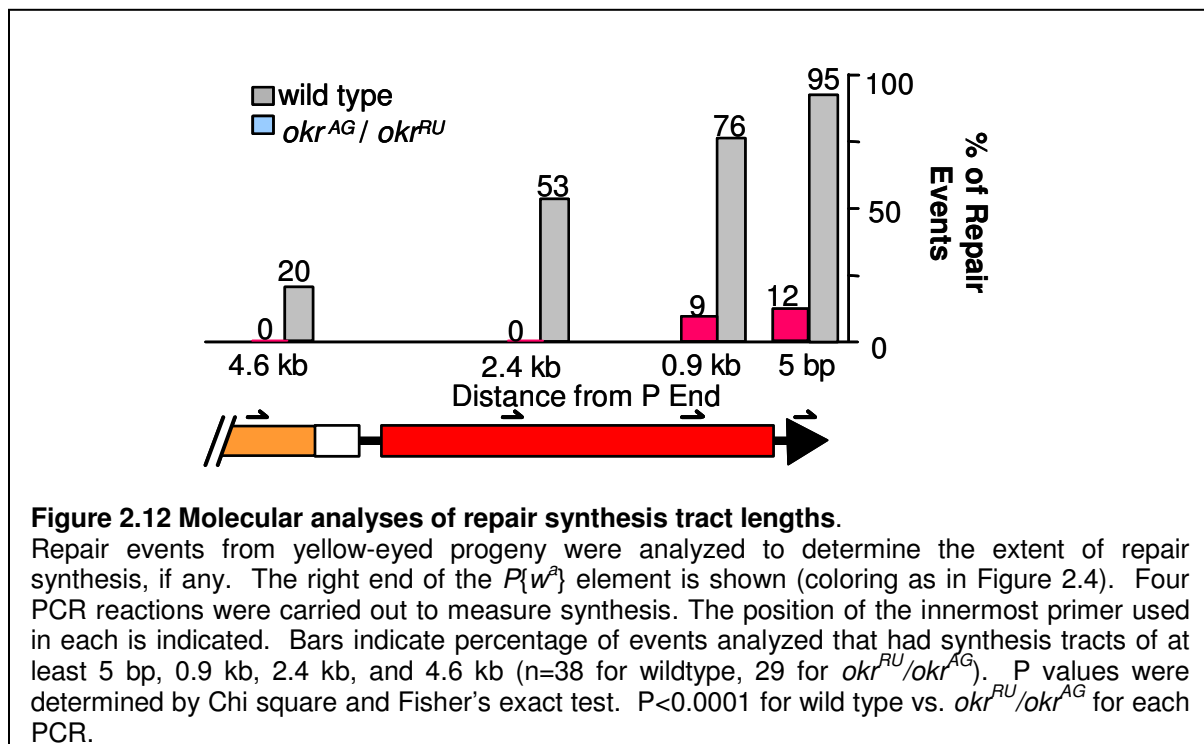 wild type
okr^AG / okr^RU
95
100
76
53
50
20
9
12
0
0
0
% of Repair
Events
4.6 kb
2.4 kb
0.9 kb
5 bp
Distance from P End
Figure 2.12 Molecular analyses of repair synthesis tract lengths.
Repair events from yellow-eyed progeny were analyzed to determine the extent of repair
synthesis, if any. The right end of the P{w^a} element is shown (coloring as in Figure 2.4). Four
PCR reactions were carried out to measure synthesis. The position of the innermost primer used
in each is indicated. Bars indicate percentage of events analyzed that had synthesis tracts of at
least 5 bp, 0.9 kb, 2.4 kb, and 4.6 kb (n=38 for wildtype, 29 for okr^RU/okr^AG). P values were
determined by Chi square and Fisher's exact test. P<0.0001 for wild type vs. okr^RU/okr^AG for each
PCR.